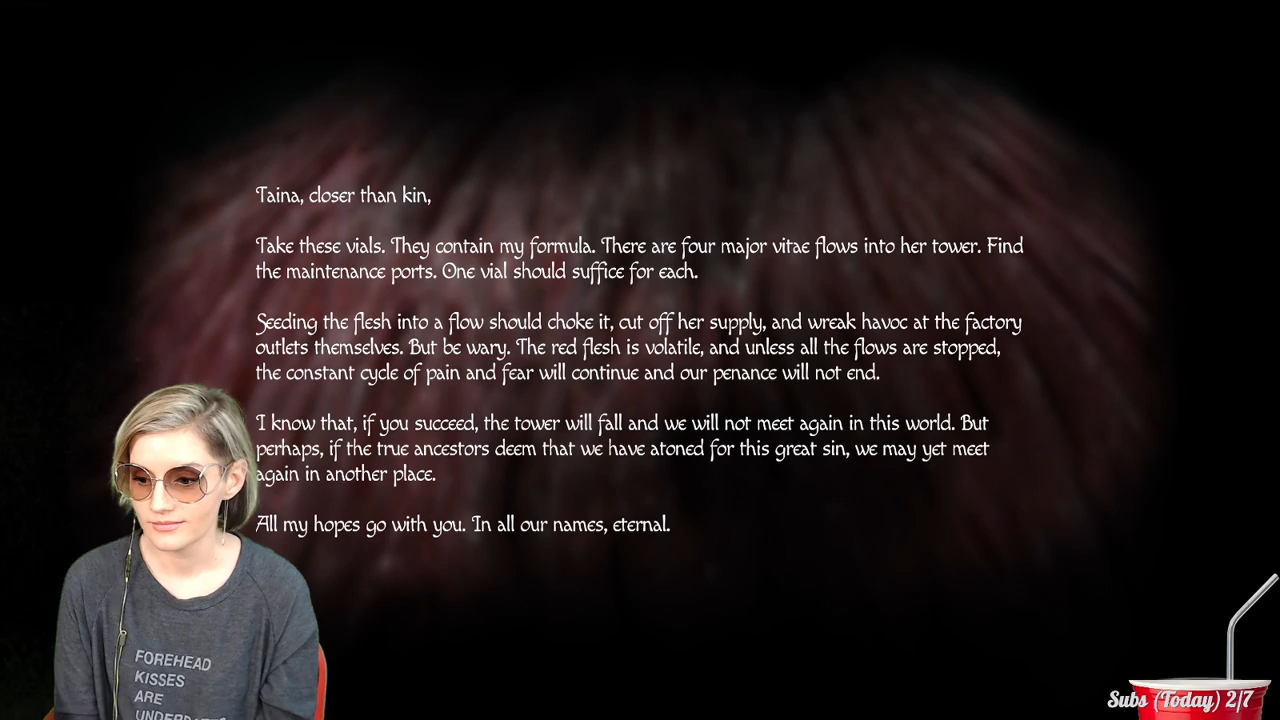 Taina, closer than kin,
Take these vials. They contain my formula. There are four major vitae flows into her tower. Find
the maintenance ports. One vial should suffice for each.
Seeding the flesh into a flow should choke it, cut off her supply, and wreak havoc at the factory
outlets themselves. But be wary. The red flesh is volatile, and unless all the flows are stopped,
the constant cycle of pain and fear will continue and our penance will not end.
I know that, if you succeed, the tower will fall and we will not meet again in this world. But
perhaps, if the true ancestors deem that we have atoned for this great sin, we may yet meet
again in another place.
All my hopes go with you. In all our names, eternal.
FOREHEAD
KISSES
ARE
Subs (Today) 2/7